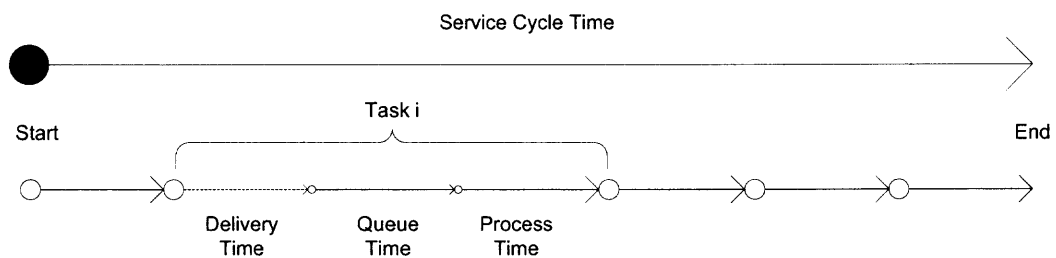 Service Cycle Time
Task i
Start
End
Delivery
Time
Queue
Time
Process
Time